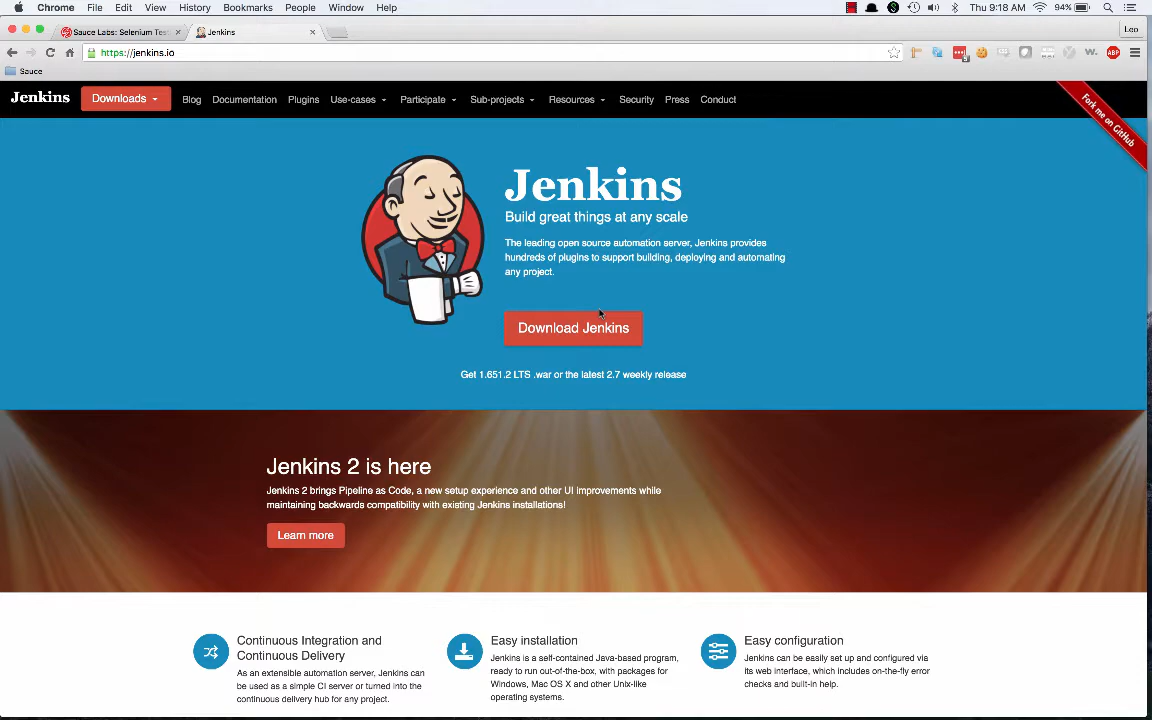 Chrome File Edit View History Bookmarks People Window Help Thu 9:18 AM 94%
Sauce Labs: Selenium Test Jenkins Leo
https://jenkins.io
Sauce
Jenkins Downloads Blog Documentation Plugins Use-cases Participate Sub-projects Resources Security Press Conduct
Fork me on GitHub
Jenkins
Build great things at any scale
The leading open source automation server, Jenkins provides
hundreds of plugins to support building, deploying and automating
any project.
Download Jenkins
Get 1.651.2 LTS .war or the latest 2.7 weekly release
Jenkins 2 is here
Jenkins 2 brings Pipeline as Code, a new setup experience and other UI improvements while
maintaining backwards compatibility with existing Jenkins installations!
Learn more
Continuous Integration and
Continuous Delivery
As an extensible automation server, Jenkins can
be used as a simple CI server or turned into the
continuous delivery hub for any project.
Easy installation
Jenkins is a self-contained Java-based program,
ready to run out-of-the-box, with packages for
Windows, Mac OS X and other Unix-like
operating systems.
Easy configuration
Jenkins can be easily set up and configured via
its web interface, which includes on-the-fly error
checks and built-in help.